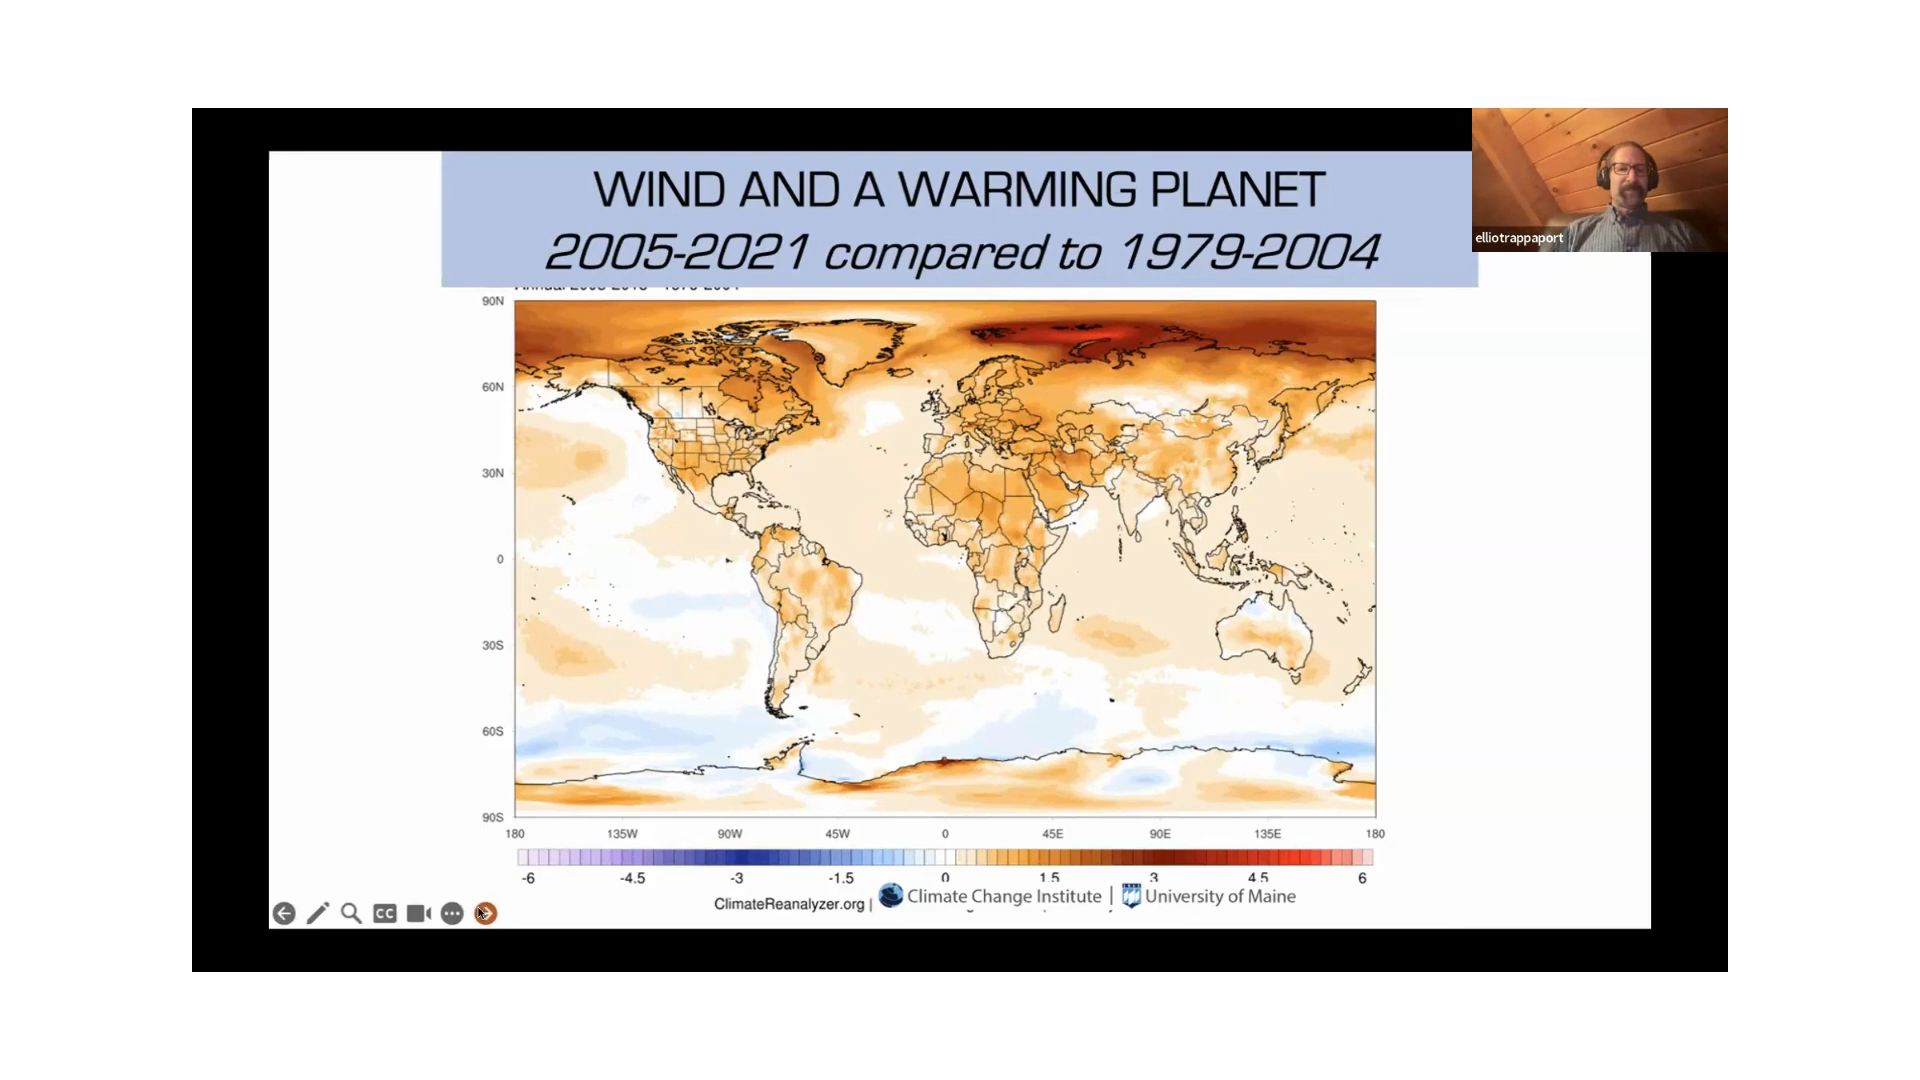 WIND AND A WARMING PLANET
2005-2021 compared to 1979-2004
elliotrappaport
90N
60N
30N
0
30S
60S
90S
180 135W 90W 45W 0 45E 90E 135E 180
-6 -4.5 -3 -1.5 0 1.5 3 4.5 6
ClimateReanalyzer.org | Climate Change Institute | University of Maine
CC